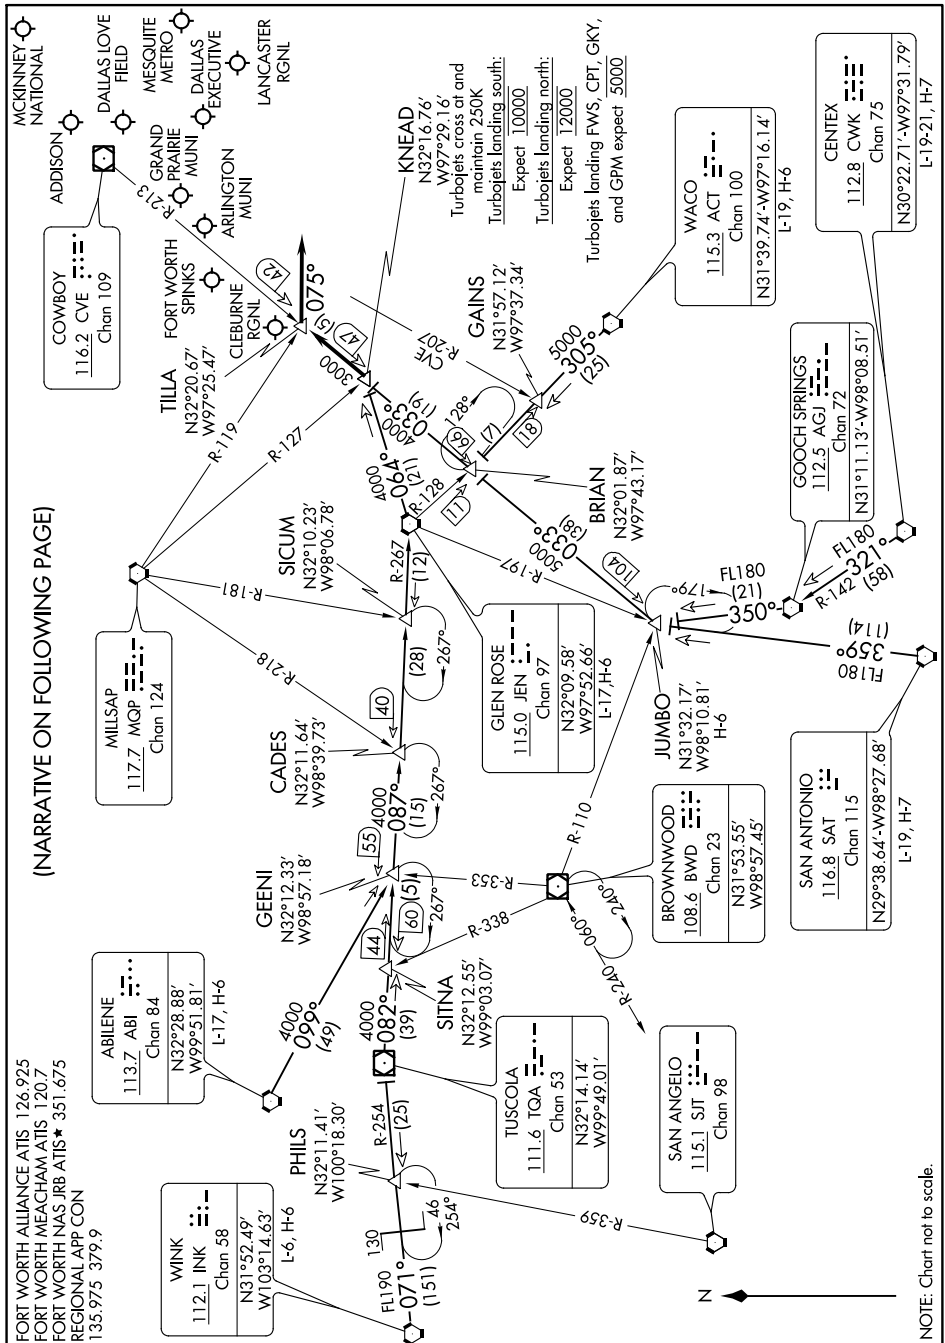 (NARRATIVE ON FOLLOWING PAGE)
FORT WORTH ALLIANCE ATIS 126.925
FORT WORTH MEACHAM ATIS 120.7
FORT WORTH NAS JRB ATIS★ 351.675
REGIONAL APP CON
135.975 379.9
WINK
112.1 INK
Chan 58
N31°52.49′
W103°14.63′
L-6, H-6
FL190
071°
(151)
130
46
254°
PHILS
N32°11.41′
W100°18.30′
R-254
(25)
R-359
SAN ANGELO
115.1 SJT
Chan 98
ABILENE
113.7 ABI
Chan 84
N32°28.88′
W99°51.81′
L-17, H-6
4000
099°
(49)
TUSCOLA
111.6 TQA
Chan 53
N32°14.14′
W99°49.01′
4000
082°
(39)
44
SITNA
N32°12.55′
W99°03.07′
60
(5)
267°
GEENI
N32°12.33′
W98°57.18′
55
4000
087°
(15)
267°
R-338
R-353
BROWNWOOD
108.6 BWD
Chan 23
N31°53.55′
W98°57.45′
060°
240°
R-240
R-110
CADES
N32°11.64′
W98°39.73′
40
(28)
267°
MILLSAP
117.7 MQP
Chan 124
R-218
R-181
R-127
R-119
SICUM
N32°10.23′
W98°06.78′
R-267
(12)
GLEN ROSE
115.0 JEN
Chan 97
N32°09.58′
W97°52.66′
L-17, H-6
4000
064°
(21)
R-128
R-197
11
66
128°
BRIAN
N32°01.87′
W97°43.17′
4000
033°
(19)
(7)
18
5000
033°
(38)
104
JUMBO
N31°32.17′
W98°10.81′
H-6
179°
FL180
(21)
350°
FL180
359°
(114)
SAN ANTONIO
116.8 SAT
Chan 115
N29°38.64′-W98°27.68′
L-19, H-7
GOOCH SPRINGS
112.5 AGJ
Chan 72
N31°11.13′-W98°08.51′
FL180
321°
R-142
(58)
CENTEX
112.8 CWK
Chan 75
N30°22.71′-W97°31.79′
L-19-21, H-7
WACO
115.3 ACT
Chan 100
N31°39.74′-W97°16.14′
L-19, H-6
5000
305°
(25)
GAINS
N31°57.12′
W97°37.34′
CVE
R-207
KNEAD
N32°16.76′
W97°29.16′
Turbojets cross at and
maintain 250K
Turbojets landing south:
Expect 10000
Turbojets landing north:
Expect 12000
Turbojets landing FWS, CPT, GKY,
and GPM expect 5000
3000
47
(5)
TILLA
N32°20.67′
W97°25.47′
42
075°
COWBOY
116.2 CVE
Chan 109
R-213
FORT WORTH
SPINKS
CLEBURNE
RGNL
ARLINGTON
MUNI
GRAND
PRAIRIE
MUNI
ADDISON
MCKINNEY
NATIONAL
DALLAS LOVE
FIELD
MESQUITE
METRO
DALLAS
EXECUTIVE
LANCASTER
RGNL
N
NOTE: Chart not to scale.